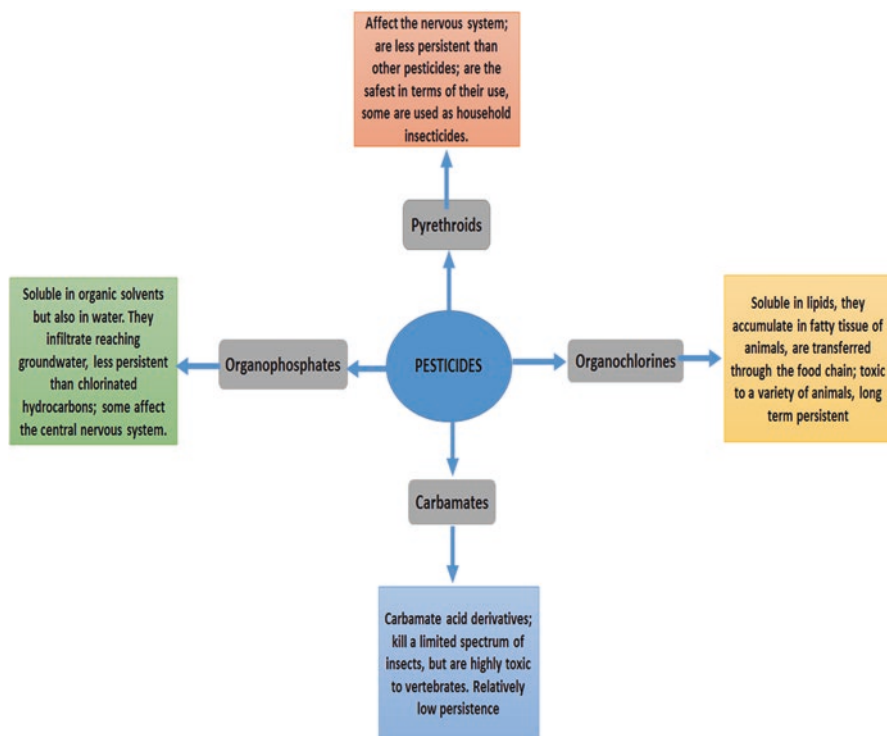 Affect the nervous system;
are less persistent than
other pesticides; are the
safest in terms of their use,
some are used as household
insecticides.
Pyrethroids
Soluble in organic solvents
but also in water. They
infiltrate reaching
groundwater, less persistent
than chlorinated
hydrocarbons; some affect
the central nervous system.
Organophosphates
PESTICIDES
Organochlorines
Soluble in lipids, they
accumulate in fatty tissue of
animals, are transferred
through the food chain; toxic
to a variety of animals, long
term persistent
Carbamates
Carbamate acid derivatives;
kill a limited spectrum of
insects, but are highly toxic
to vertebrates. Relatively
low persistence